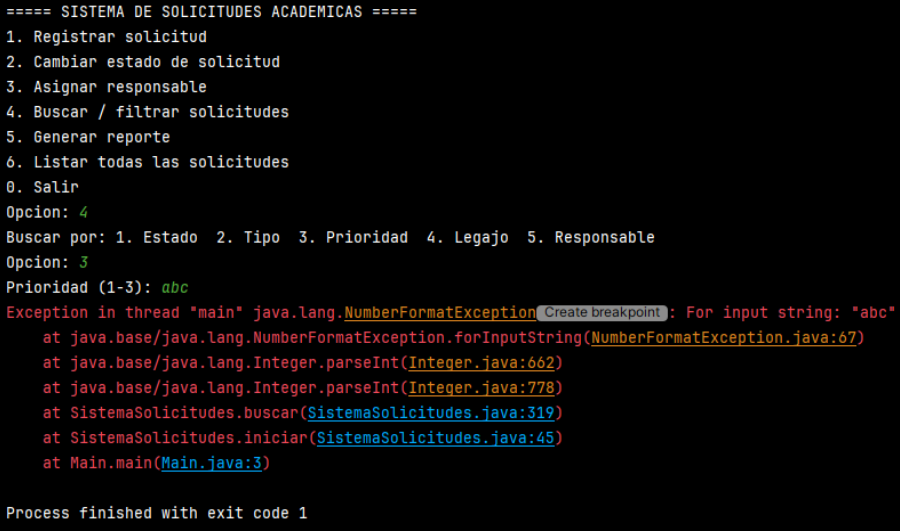 ===== SISTEMA DE SOLICITUDES ACADEMICAS =====
1. Registrar solicitud
2. Cambiar estado de solicitud
3. Asignar responsable
4. Buscar / filtrar solicitudes
5. Generar reporte
6. Listar todas las solicitudes
0. Salir
Opcion: 4
Buscar por: 1. Estado  2. Tipo  3. Prioridad  4. Legajo  5. Responsable
Opcion: 3
Prioridad (1-3): abc
Exception in thread "main" java.lang.NumberFormatException Create breakpoint : For input string: "abc"
    at java.base/java.lang.NumberFormatException.forInputString(NumberFormatException.java:67)
    at java.base/java.lang.Integer.parseInt(Integer.java:662)
    at java.base/java.lang.Integer.parseInt(Integer.java:778)
    at SistemaSolicitudes.buscar(SistemaSolicitudes.java:319)
    at SistemaSolicitudes.iniciar(SistemaSolicitudes.java:45)
    at Main.main(Main.java:3)
Process finished with exit code 1